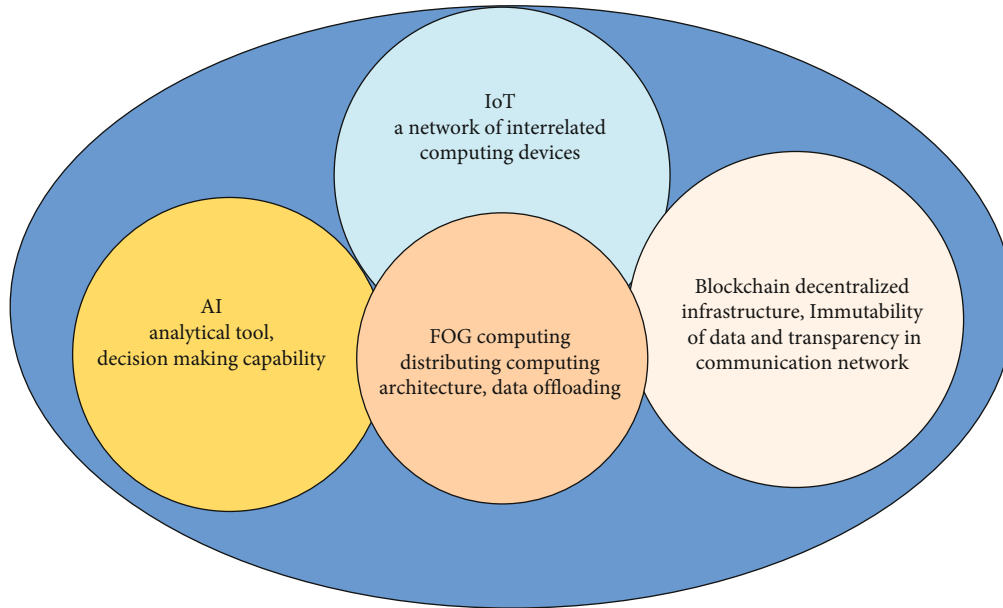 IoT
a network of interrelated
computing devices
AI
analytical tool,
decision making capability
FOG computing
distributing computing
architecture, data offloading
Blockchain decentralized
infrastructure, Immutability
of data and transparency in
communication network